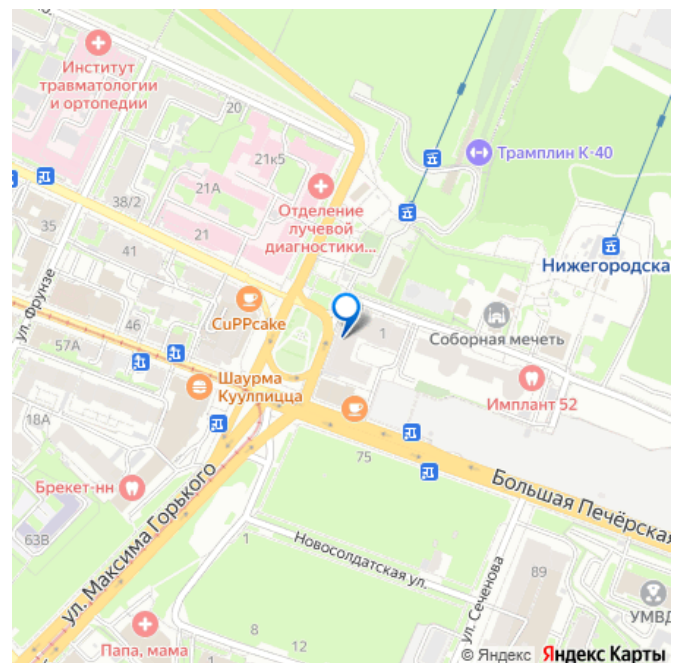 Институт
травматологии
и ортопедии
20
21к5
Трамплин К-40
38/2
21А
Отделение
лучевой
диагностики...
35
21
41
Нижегородска
ул. Фрунзе
CuPPcake
46
1
Соборная мечеть
57А
Шаурма
Куулпицца
Имплант 52
18А
75
Большая Печёрская
Брекет-нн
ул. Максима Горького
63В
1
Новосолдатская ул.
ул. Сеченова
89
УМВД
8
12
Папа, мама
© Яндекс Яндекс Карты